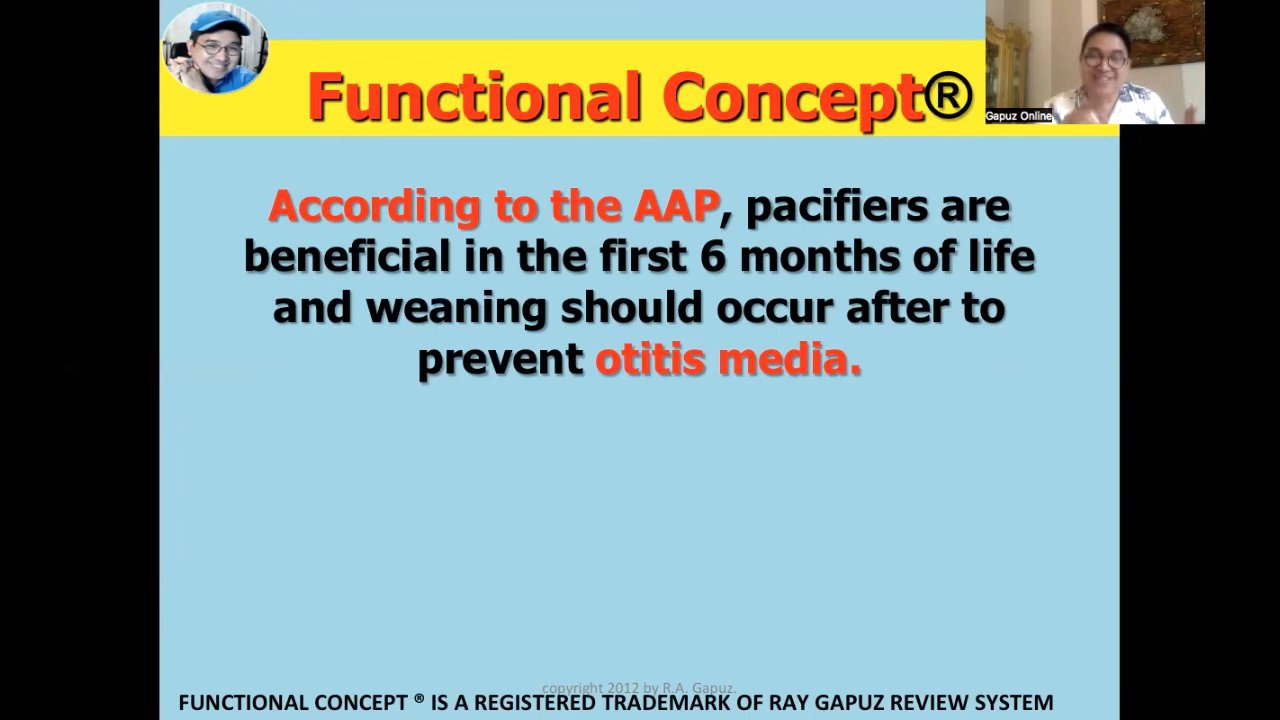 Functional Concept®
Gapuz Online
According to the AAP, pacifiers are
beneficial in the first 6 months of life
and weaning should occur after to
prevent otitis media.
copyright 2012 by R.A. Gapuz.
FUNCTIONAL CONCEPT ® IS A REGISTERED TRADEMARK OF RAY GAPUZ REVIEW SYSTEM